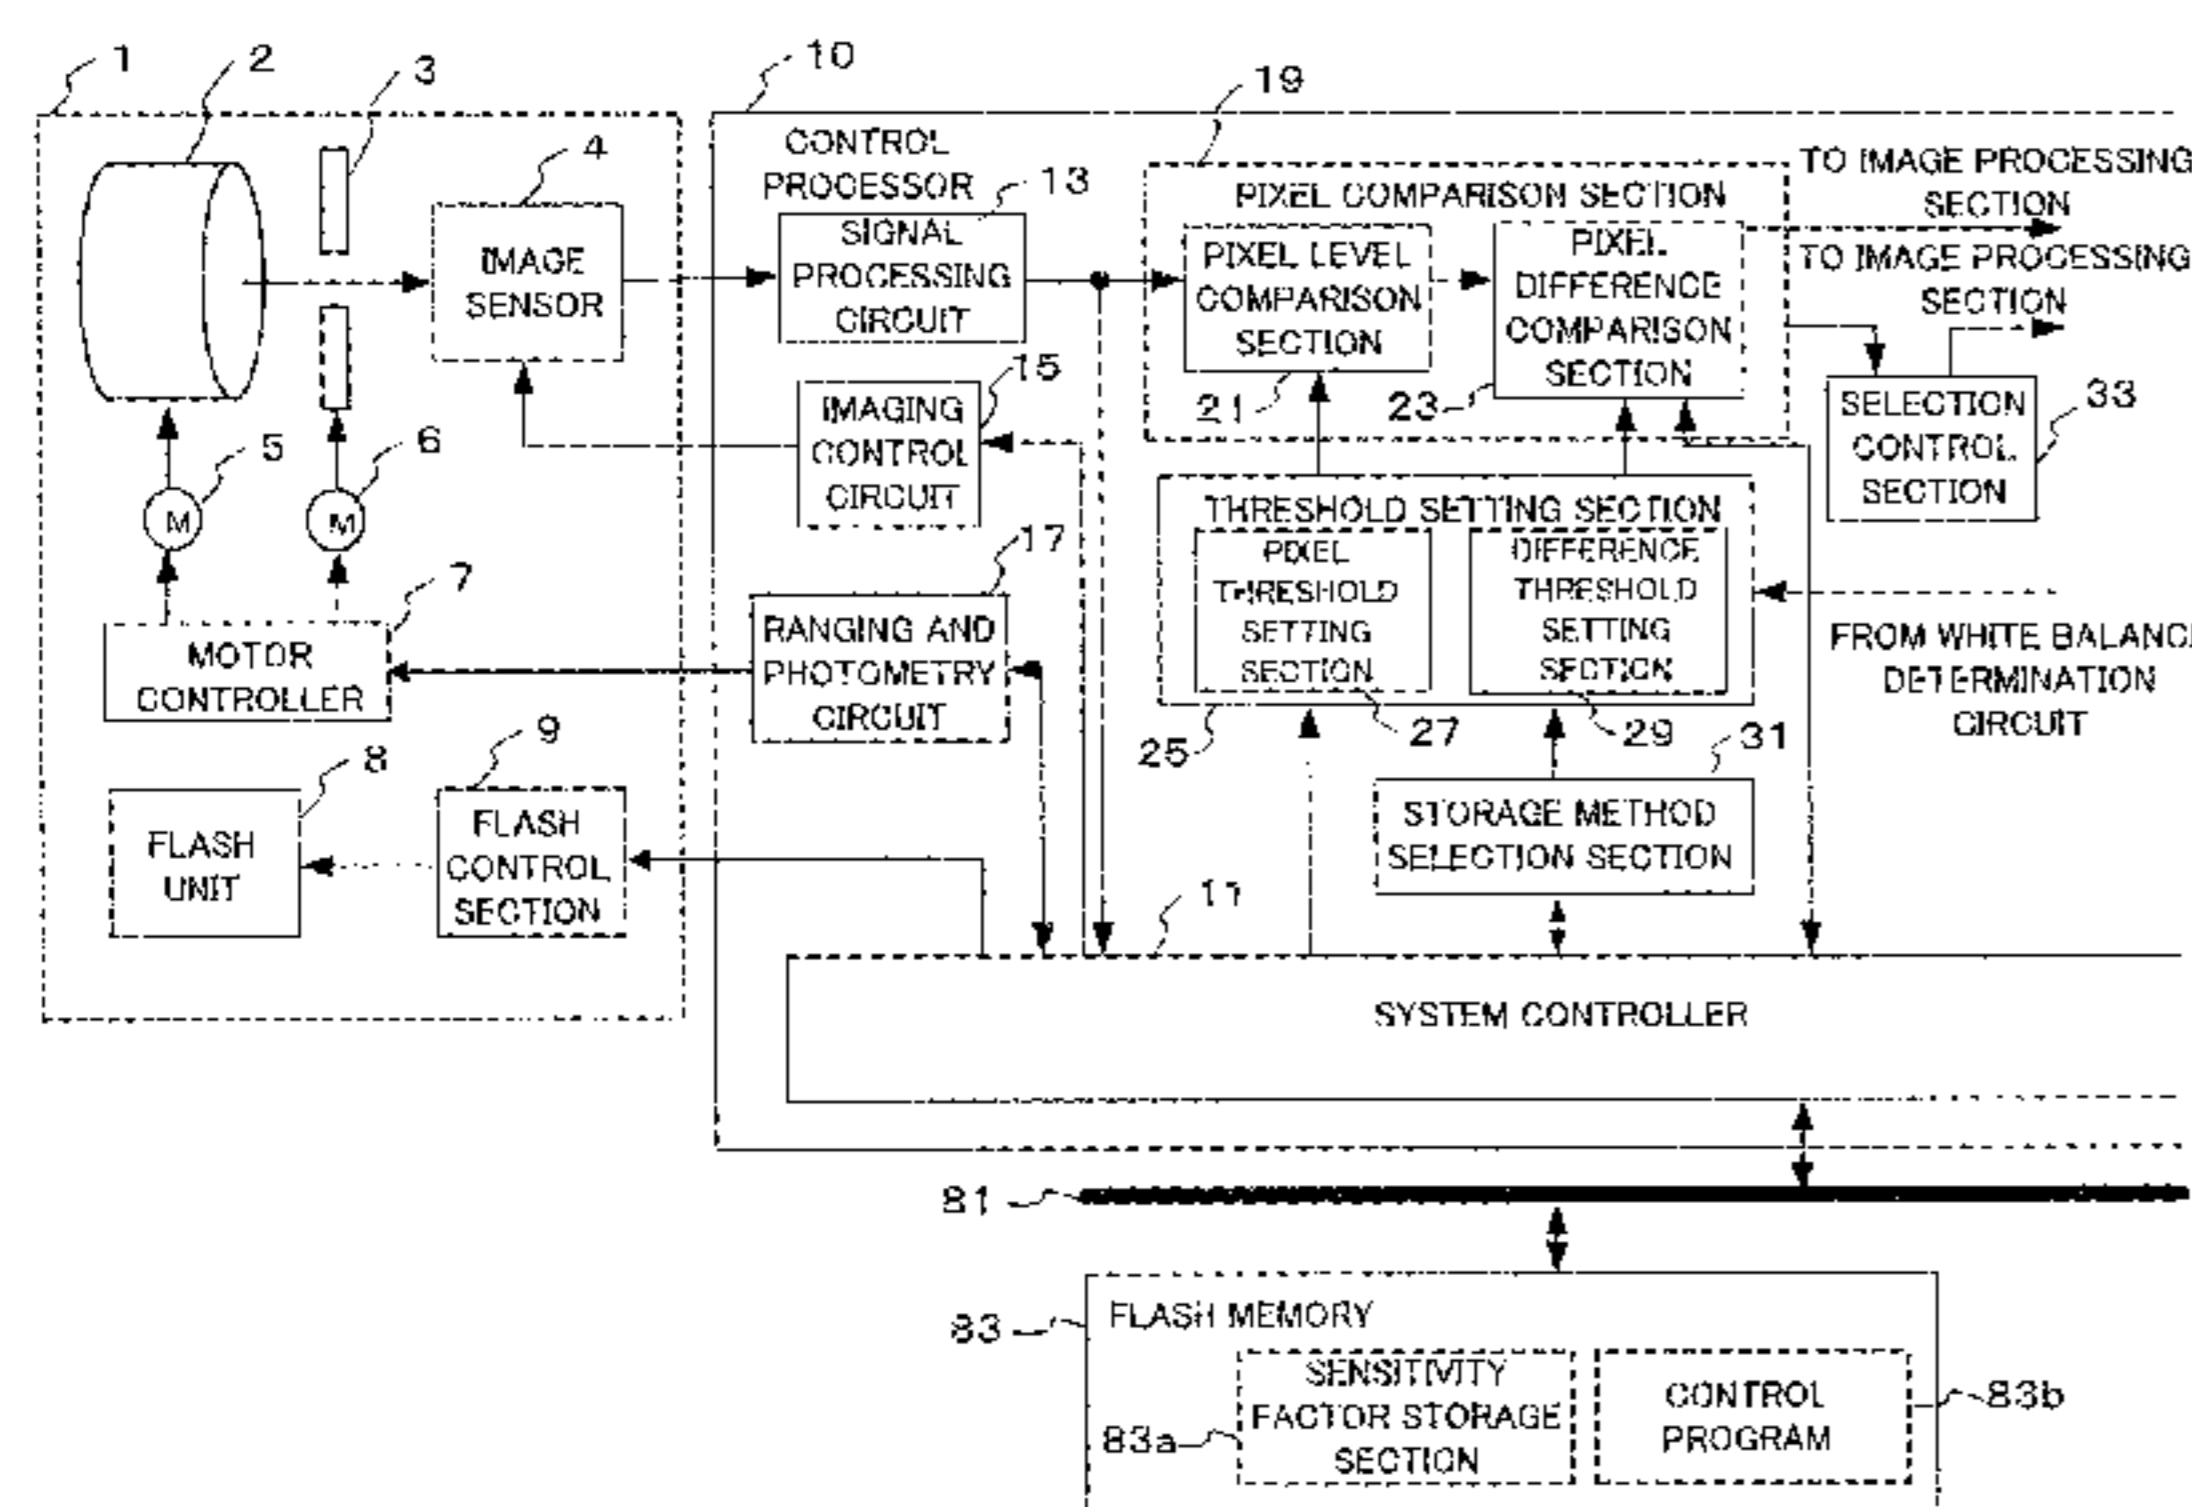 1
2
3
10
19
4
CONTROL
PROCESSOR
13
PIXEL COMPARISON SECTION
TO IMAGE PROCESSING
SECTION
TO IMAGE PROCESSING
SECTION
IMAGE
SENSOR
SIGNAL
PROCESSING
CIRCUIT
PIXEL LEVEL
COMPARISON
SECTION
PIXEL
DIFFERENCE
COMPARISON
SECTION
21
23
15
IMAGING
CONTROL
CIRCUIT
SELECTION
CONTROL
SECTION
33
5
6
M
M
THRESHOLD SETTING SECTION
PIXEL
THRESHOLD
SETTING
SECTION
DIFFERENCE
THRESHOLD
SETTING
SECTION
17
7
MOTOR
CONTROLLER
RANGING AND
PHOTOMETRY
CIRCUIT
FROM WHITE BALANC
DETERMINATION
CIRCUIT
25
27
29
31
8
9
FLASH
UNIT
FLASH
CONTROL
SECTION
STORAGE METHOD
SELECTION SECTION
11
SYSTEM CONTROLLER
81
83
FLASH MEMORY
SENSITIVITY
FACTOR STORAGE
SECTION
83a
CONTROL
PROGRAM
83b